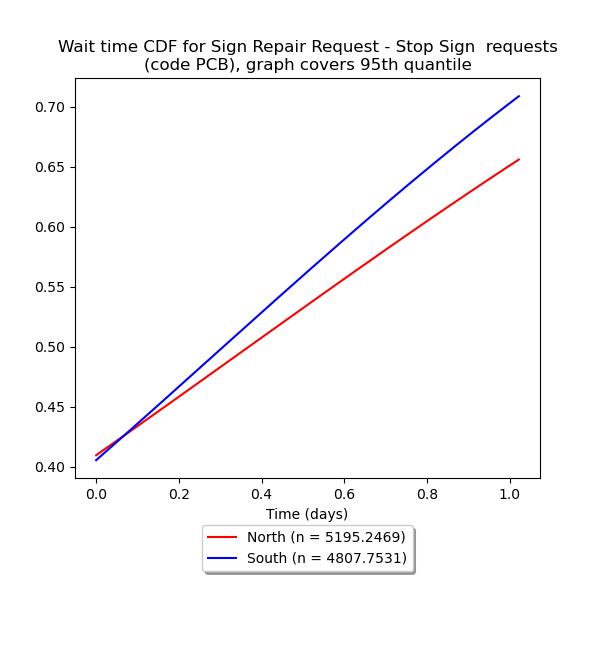 Wait time CDF for Sign Repair Request - Stop Sign  requests
(code PCB), graph covers 95th quantile
0.70
0.65
0.60
0.55
0.50
0.45
0.40
0.0 0.2 0.4 0.6 0.8 1.0
Time (days)
North (n = 5195.2469)
South (n = 4807.7531)